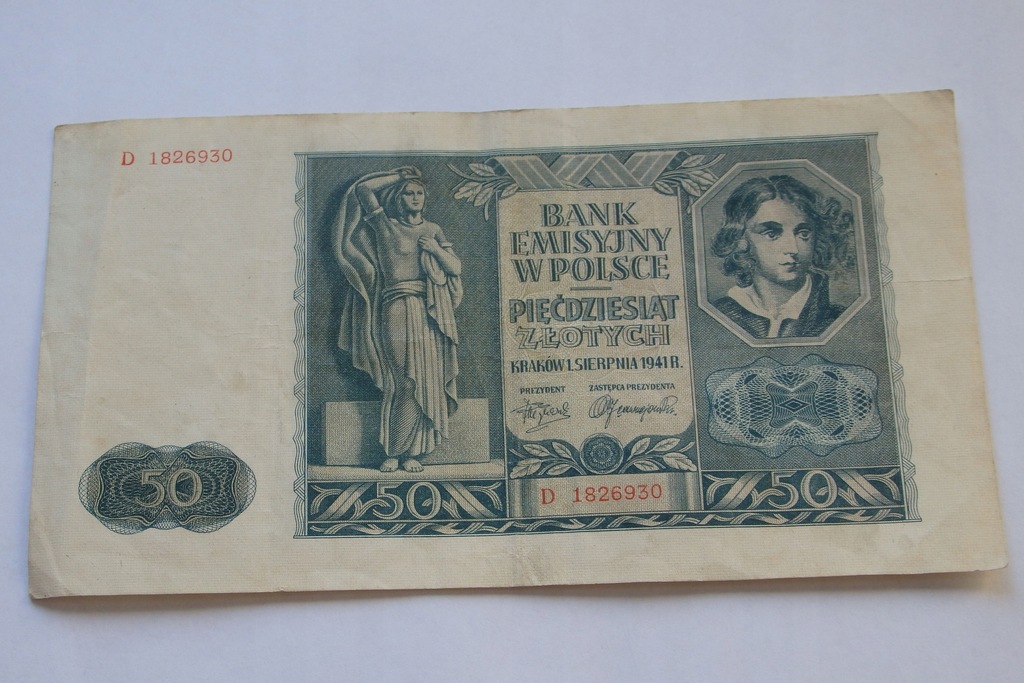 D 1826930
BANK
EMISYJNY
W POLSCE
PIĘĆDZIESIĄT
ZŁOTYCH
KRAKÓW 1. SIERPNIA 1941 R.
PREZYDENT ZASTĘPCA PREZYDENTA
50
50
D 1826930
50